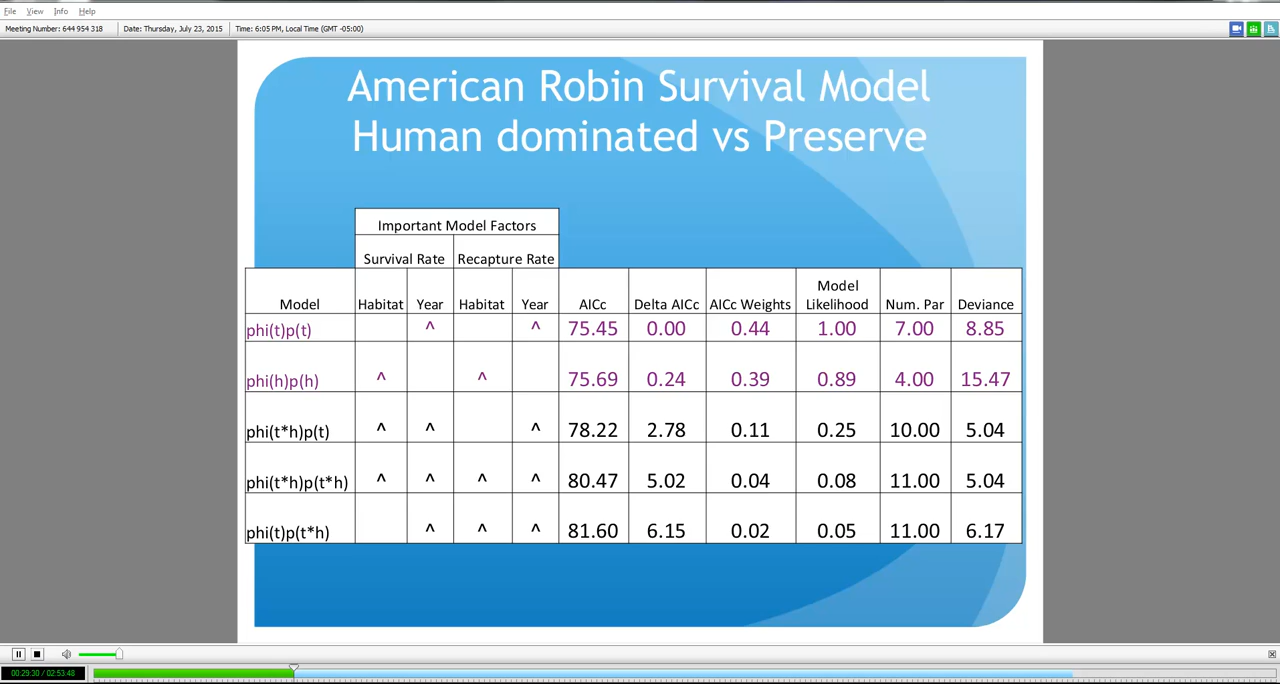 File View Info Help
Meeting Number: 644 954 318 Date: Thursday, July 23, 2015 Time: 6:05 PM, Local Time (GMT -05:00)
American Robin Survival Model
Human dominated vs Preserve
Important Model Factors
Survival Rate Recapture Rate
Model Habitat Year Habitat Year AICc Delta AICc AICc Weights Model Likelihood Num. Par Deviance
phi(t)p(t) ^ ^ 75.45 0.00 0.44 1.00 7.00 8.85
phi(h)p(h) ^ ^ 75.69 0.24 0.39 0.89 4.00 15.47
phi(t*h)p(t) ^ ^ ^ 78.22 2.78 0.11 0.25 10.00 5.04
phi(t*h)p(t*h) ^ ^ ^ ^ 80.47 5.02 0.04 0.08 11.00 5.04
phi(t)p(t*h) ^ ^ ^ 81.60 6.15 0.02 0.05 11.00 6.17
00:29:30 / 02:53:48